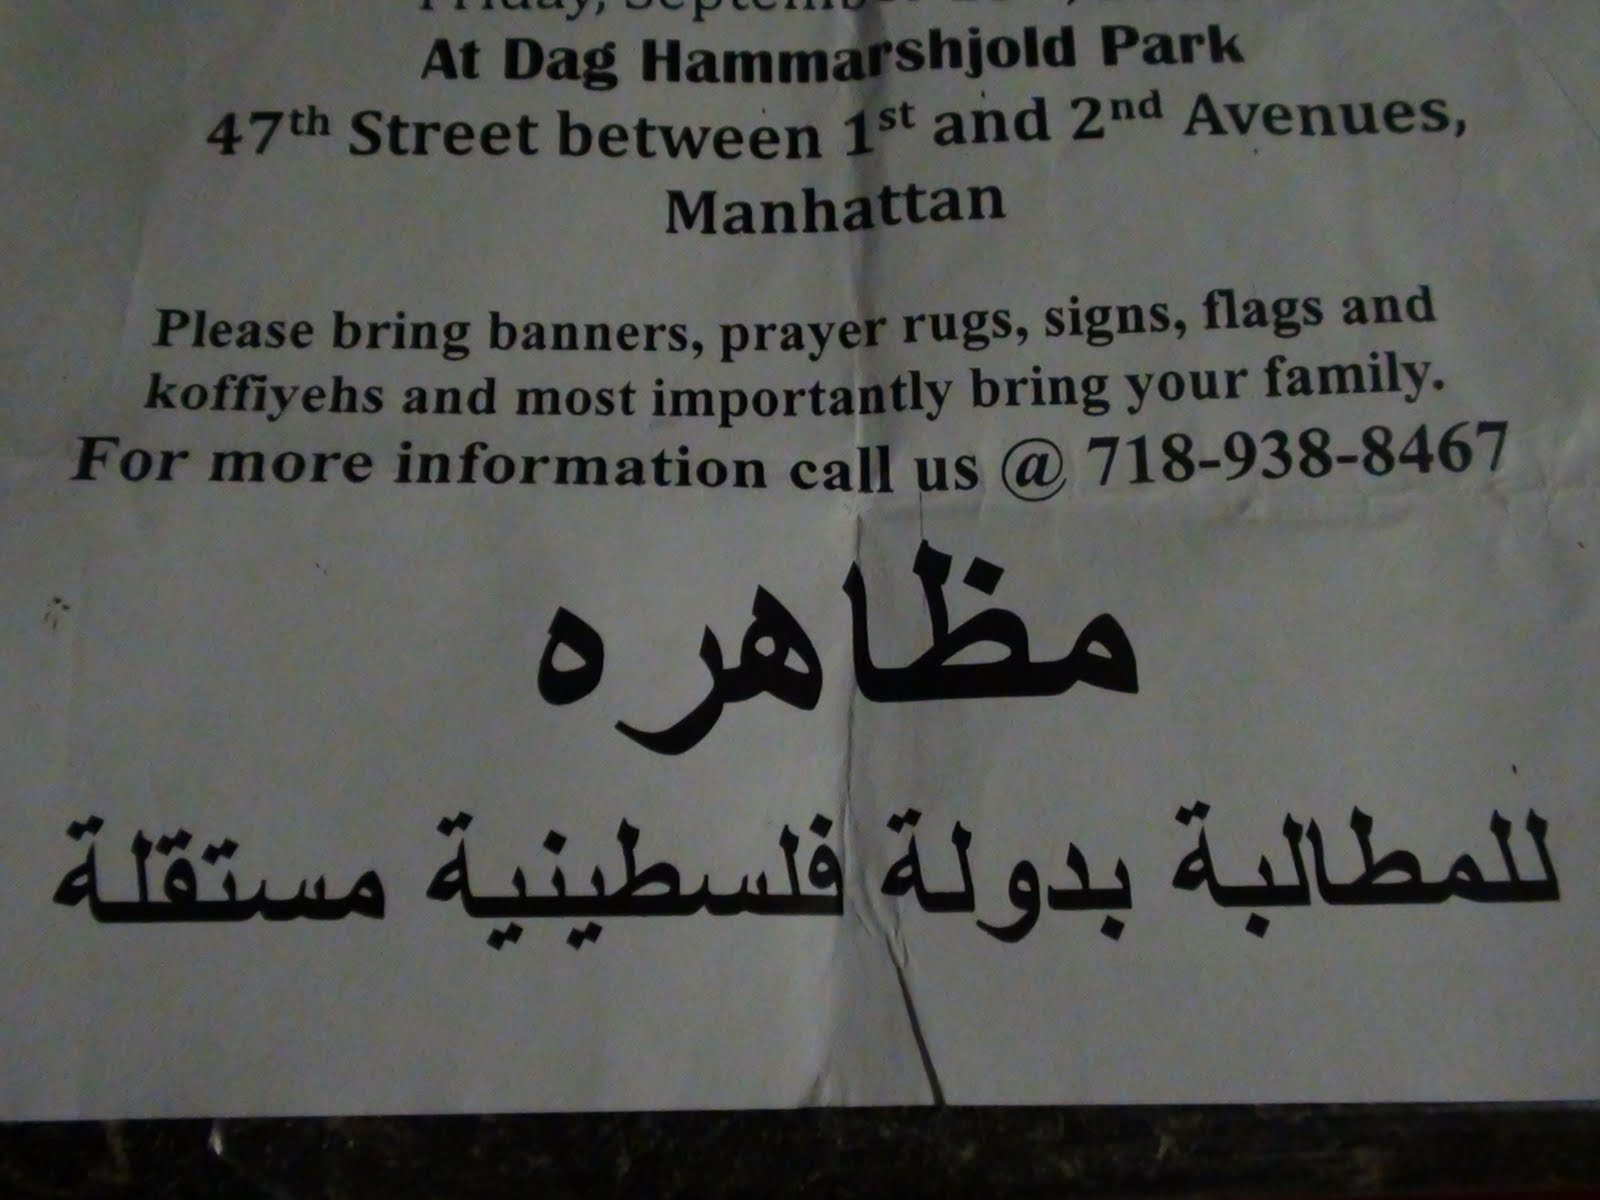 Friday, September
At Dag Hammarshjold Park
47th Street between 1st and 2nd Avenues,
Manhattan
Please bring banners, prayer rugs, signs, flags and
koffiyehs and most importantly bring your family.
For more information call us @ 718-938-8467
مظاهره
للمطالبة بدولة فلسطينية مستقلة